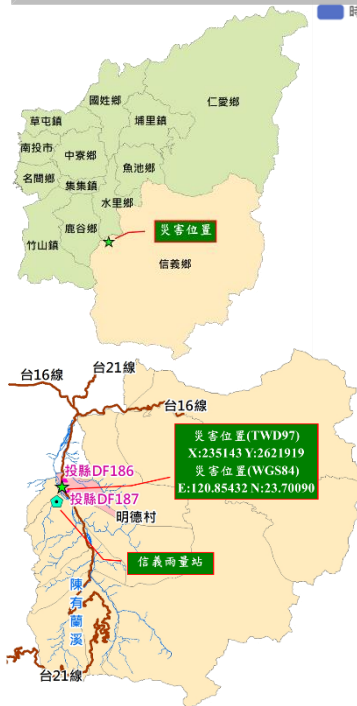 時
國姓鄉
仁愛鄉
草屯鎮
埔里鎮
南投市
中寮鄉
魚池鄉
名間鄉
集集鎮
水里鄉
鹿谷鄉
災害位置
竹山鎮
信義鄉
台21線
台16線
台16線
災害位置(TWD97)
X:235143 Y:2621919
災害位置(WGS84)
E:120.85432 N:23.70090
投縣DF186
投縣DF187
明德村
信義雨量站
陳有蘭溪
台21線